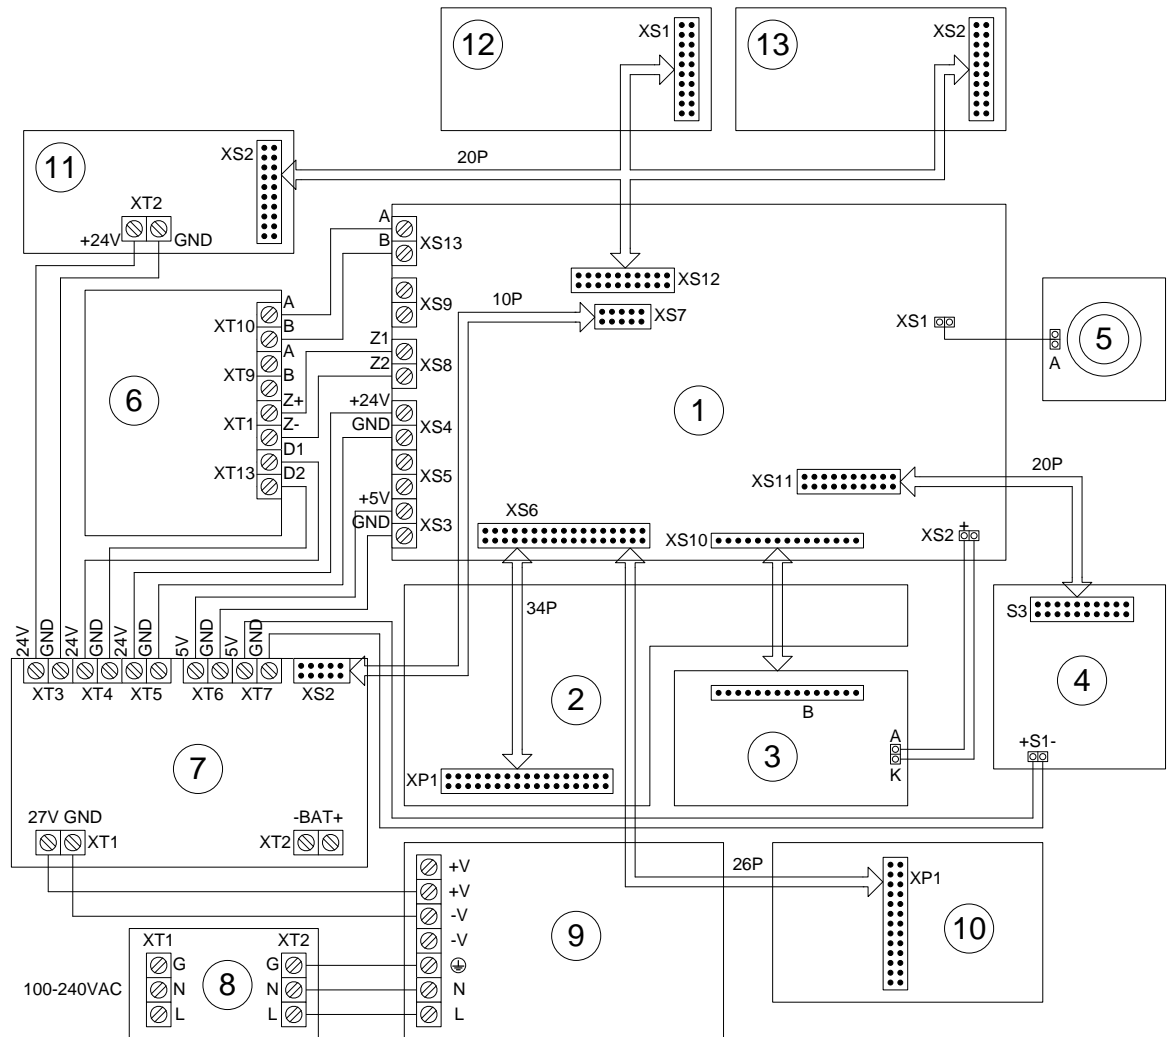 XS1
12
XS2
13
11
XS2
20P
XT2
+24V
GND
A
B
XS13
XS12
XS9
10P
XS7
A
XT10
B
A
XT9
B
Z+
XT1
Z-
D1
XT13
D2
6
Z1
Z2
XS8
+24V
GND
XS4
XS5
+5V
GND
XS3
1
XS1
5
A
XS11
20P
XS6
XS10
XS2
+
34P
2
S3
4
+S1-
B
3
A
K
XP1
24V
GND
24V
GND
24V
GND
5V
GND
5V
GND
XT3
XT4
XT5
XT6
XT7
XS2
7
27V GND
XT1
-BAT+
XT2
+V
+V
-V
-V
N
L
9
26P
XP1
10
XT1
XT2
G
N
L
8
G
N
L
100-240VAC